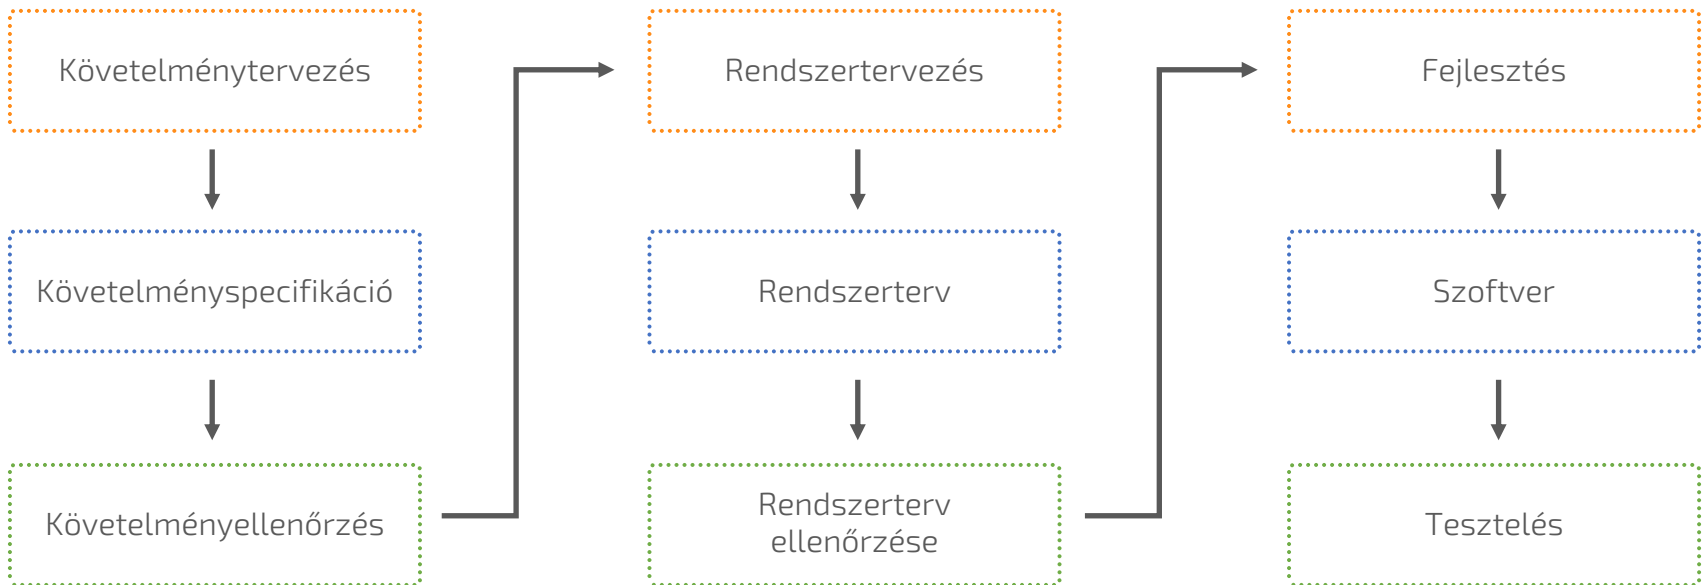 Követelménytervezés
Követelményspecifikáció
Követelményellenőrzés
Rendszertervezés
Rendszerterv
Rendszerterv
ellenőrzése
Fejlesztés
Szoftver
Tesztelés